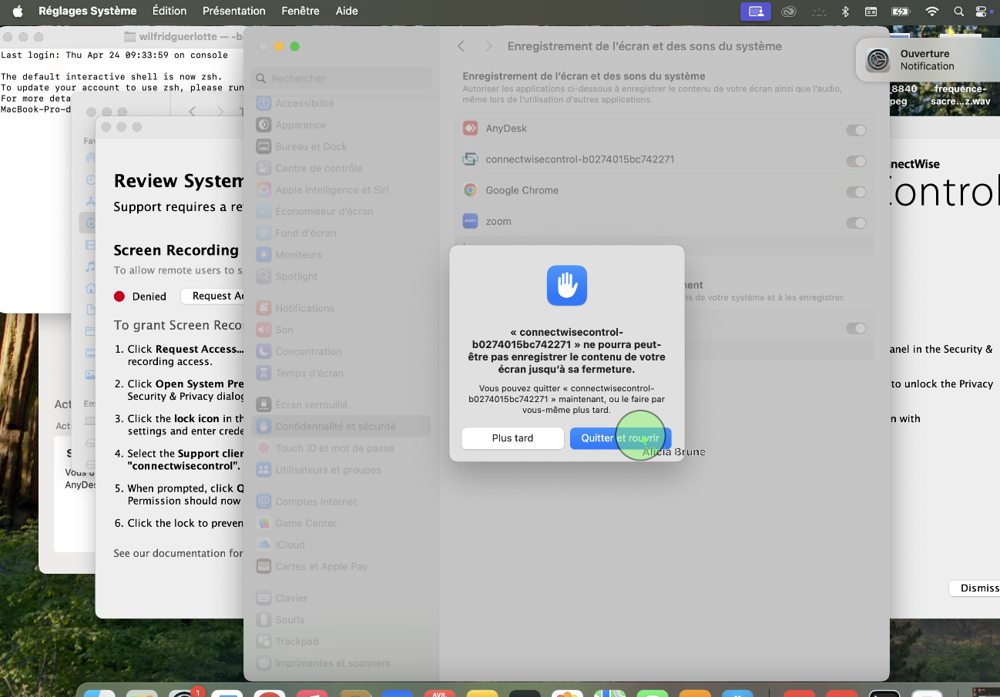 Réglages Système Édition Présentation Fenêtre Aide
wilfridguerlotte — -b
Last login: Thu Apr 24 09:33:59 on console
The default interactive shell is now zsh.
To update your account to use zsh, please run
For more deta
MacBook-Pro-d
Fav
Review System
Support requires a re
Screen Recording
To allow remote users to s
Denied
Request Ac
To grant Screen Reco
1. Click Request Access...
recording access.
2. Click Open System Pre
Security & Privacy dialog
3. Click the lock icon in th
settings and enter crede
4. Select the Support clien
"connectwisecontrol".
5. When prompted, click Q
Permission should now
6. Click the lock to preven
See our documentation for
Act
Act
S
Vous d
AnyDes
Em
Rechercher
Accessibilité
Apparence
Bureau et Dock
Centre de contrôle
Apple Intelligence et Siri
Économiseur d'écran
Fond d'écran
Moniteurs
Spotlight
Notifications
Son
Concentration
Temps d'écran
Écran verrouillé
Confidentialité et sécurité
Touch ID et mot de passe
Utilisateurs et groupes
Comptes Internet
Game Center
iCloud
Cartes et Apple Pay
Clavier
Souris
Trackpad
Imprimantes et scanners
Enregistrement de l'écran et des sons du système
Enregistrement de l'écran et des sons du système
Autoriser les applications ci-dessous à enregistrer le contenu de votre écran ainsi que l'audio,
même lors de l'utilisation d'autres applications.
AnyDesk
connectwisecontrol-b0274015bc742271
Google Chrome
zoom
zoom
ment
ns de votre système et à les enregistrer.
« connectwisecontrol-
b0274015bc742271 » ne pourra peut-
être pas enregistrer le contenu de votre
écran jusqu'à sa fermeture.
Vous pouvez quitter « connectwisecontrol-
b0274015bc742271 » maintenant, ou le faire par
vous-même plus tard.
Plus tard
Quitter et rouvrir
Alicia Brune
Ouverture
Notification
_8840
peg
frequence-
sacre...z.wav
nnectWise
ontrol
anel in the Security &
to unlock the Privacy
n with
Dismiss
1
AVR.